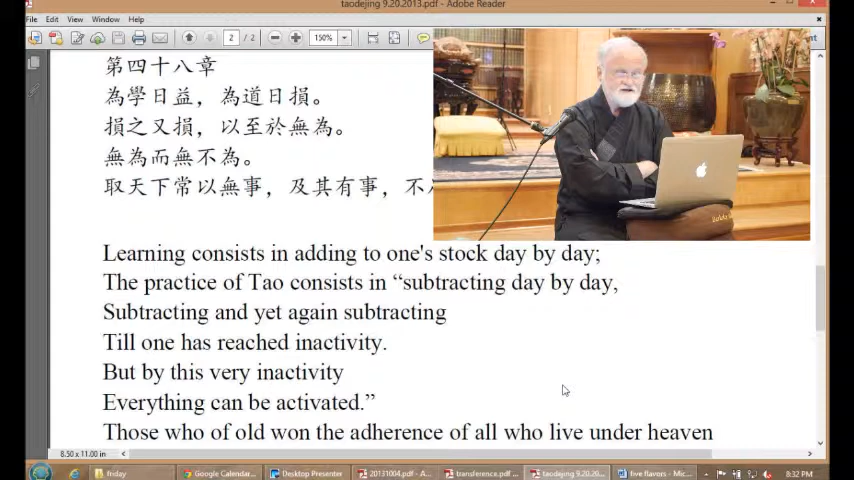 taodejing 9.20.2013.pdf - Adobe Reader
File Edit View Window Help
2 / 2 150%
第四十八章
為學日益，為道日損。
損之又損，以至於無為。
無為而無不為。
取天下常以無事，及其有事，不
Learning consists in adding to one's stock day by day;
The practice of Tao consists in “subtracting day by day,
Subtracting and yet again subtracting
Till one has reached inactivity.
But by this very inactivity
Everything can be activated.”
Those who of old won the adherence of all who live under heaven
8.50 x 11.00 in
friday Google Calendar... Desktop Presenter 20131004.pdf - A... transference.pdf ... taodejing 9.20.20... five flavors - Mic... 8:32 PM